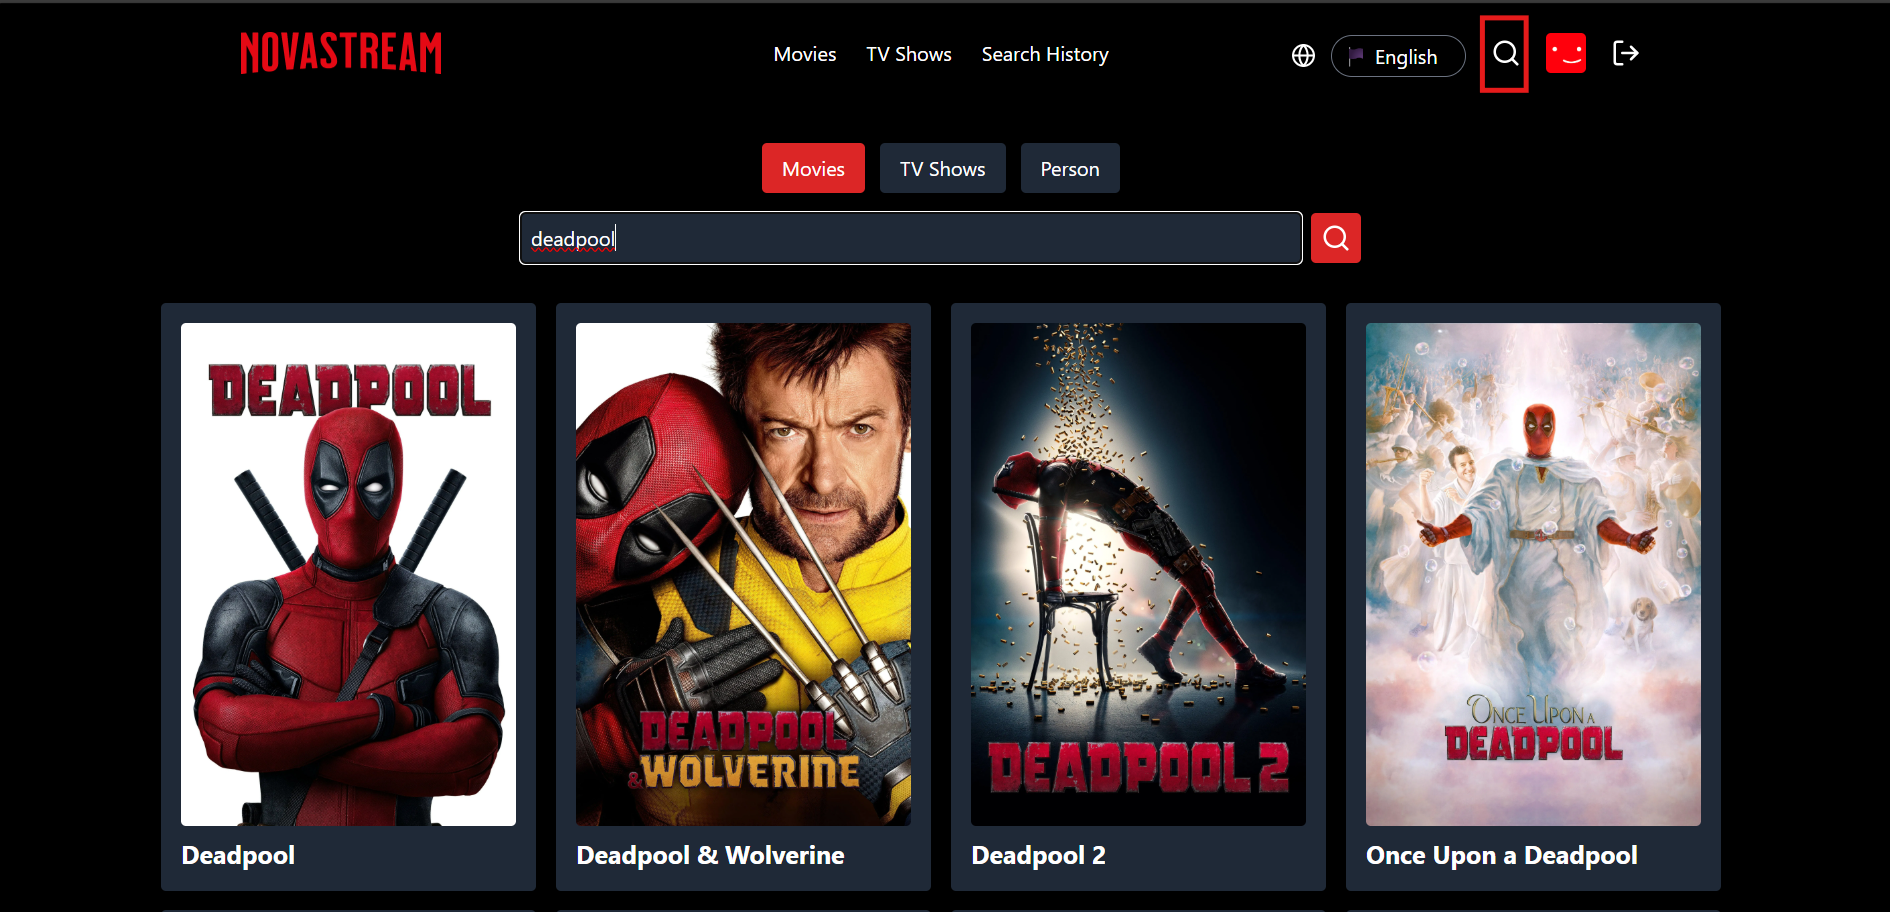 NOVASTREAM
Movies TV Shows Search History
English
Movies TV Shows Person
deadpool
DEADPOOL
DEADPOOL
& WOLVERINE
DEADPOOL 2
ONCE UPON A
DEADPOOL
Deadpool
Deadpool & Wolverine
Deadpool 2
Once Upon a Deadpool